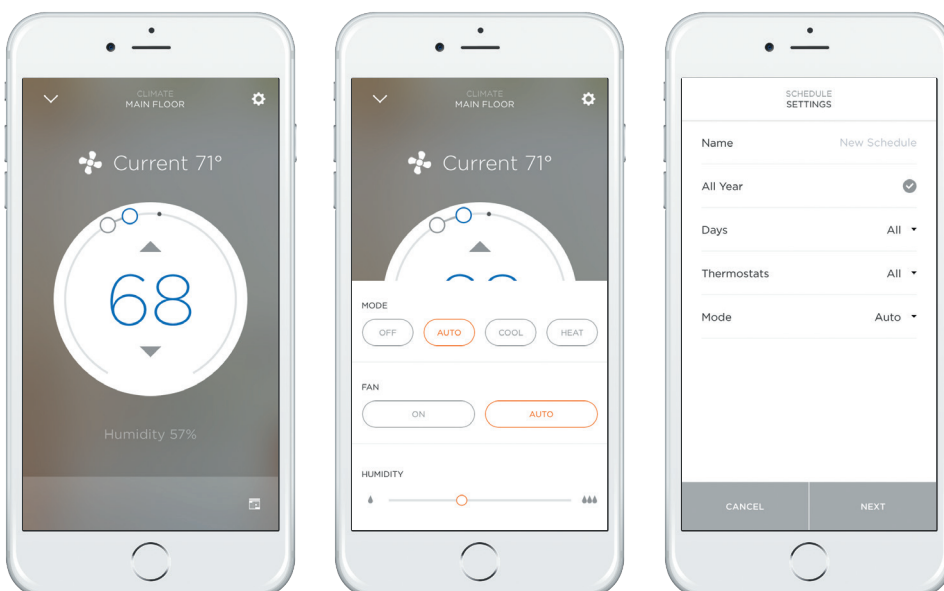 CLIMATE
MAIN FLOOR
Current 71°
68
Humidity 57%
CLIMATE
MAIN FLOOR
Current 71°
MODE
OFF AUTO COOL HEAT
FAN
ON AUTO
HUMIDITY
SCHEDULE
SETTINGS
Name New Schedule
All Year
Days All
Thermostats All
Mode Auto
CANCEL NEXT